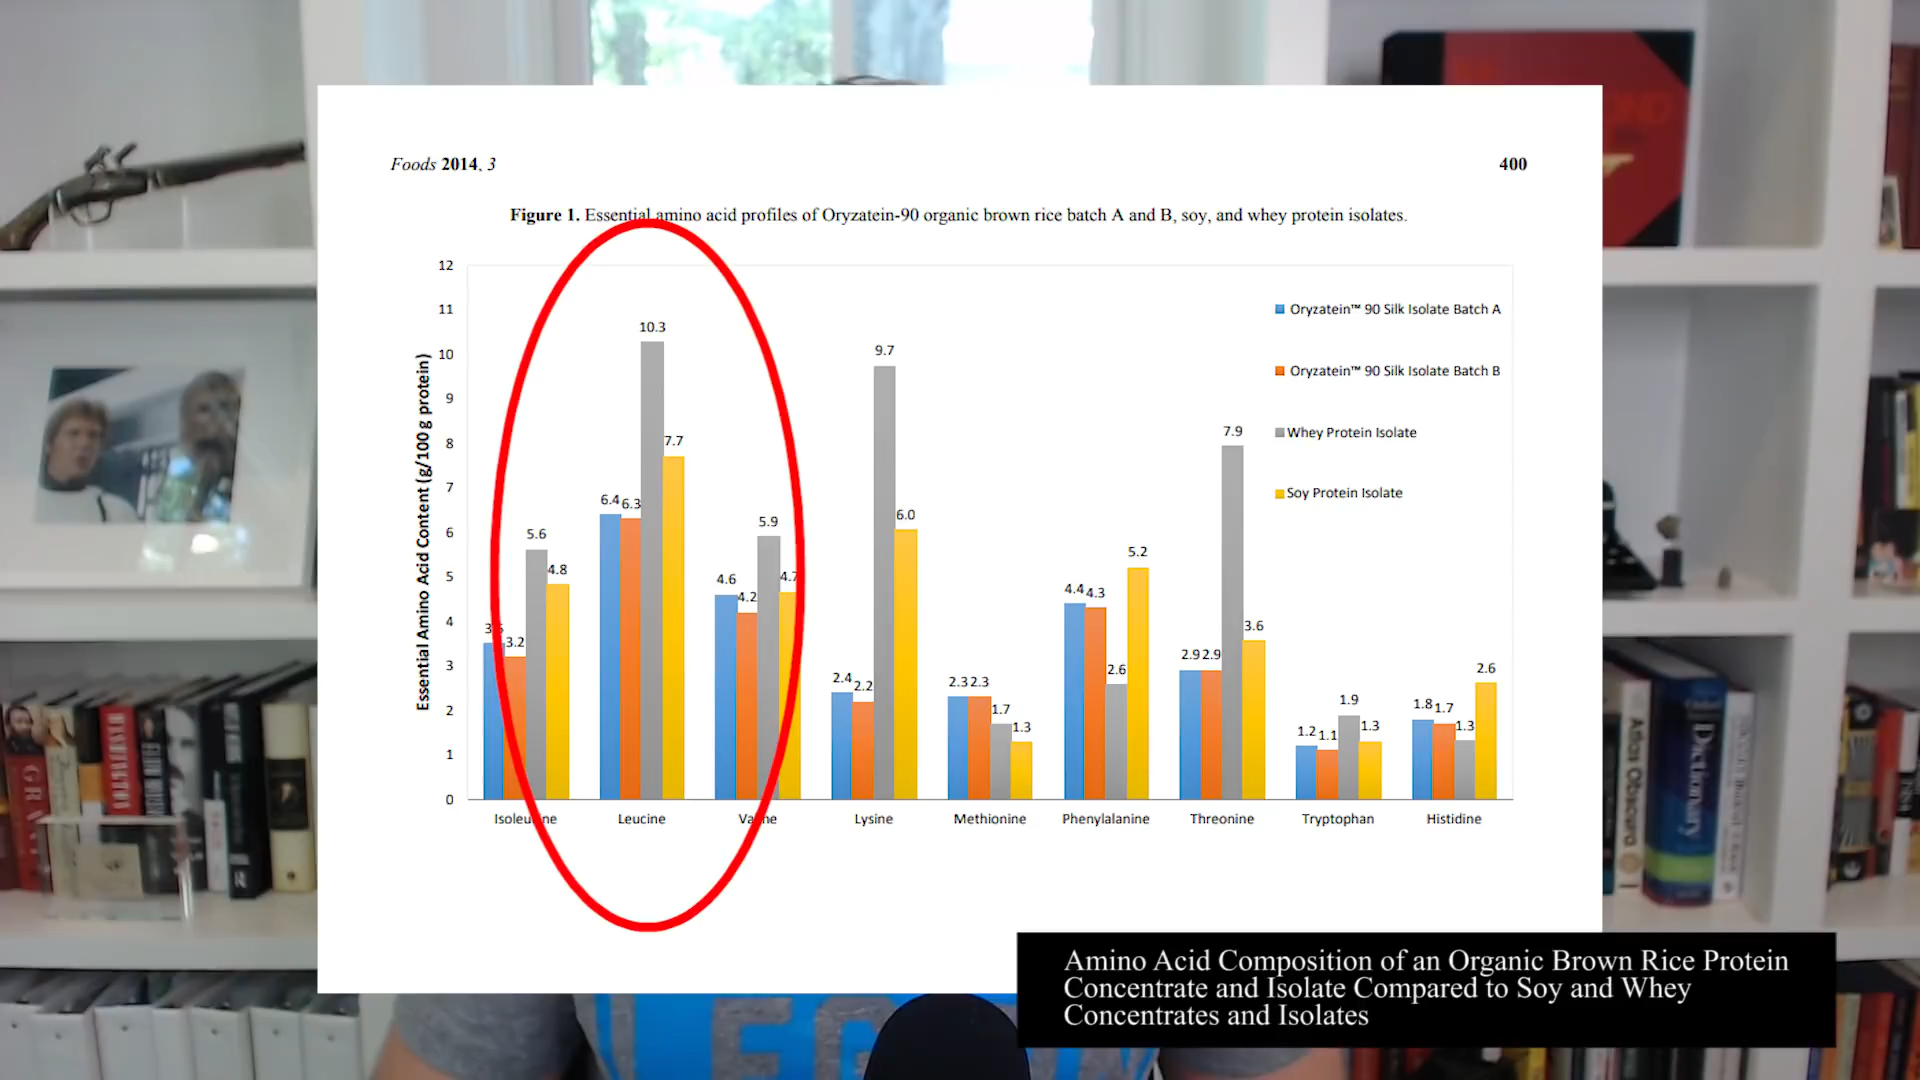 Foods 2014, 3
400
Figure 1. Essential amino acid profiles of Oryzatein-90 organic brown rice batch A and B, soy, and whey protein isolates.
Essential Amino Acid Content (g/100 g protein)
12
11
10
9
8
7
6
5
4
3
2
1
0
Oryzatein™ 90 Silk Isolate Batch A
Oryzatein™ 90 Silk Isolate Batch B
Whey Protein Isolate
Soy Protein Isolate
3.5 3.2 5.6 4.8
6.4 6.3 10.3 7.7
4.6 4.2 5.9 4.7
2.4 2.2 9.7 6.0
2.3 2.3 1.7 1.3
4.4 4.3 2.6 5.2
2.9 2.9 7.9 3.6
1.2 1.1 1.9 1.3
1.8 1.7 1.3 2.6
Isoleucine Leucine Valine Lysine Methionine Phenylalanine Threonine Tryptophan Histidine
Amino Acid Composition of an Organic Brown Rice Protein
Concentrate and Isolate Compared to Soy and Whey
Concentrates and Isolates
Atlas Obscura
Oxford
Dictionary